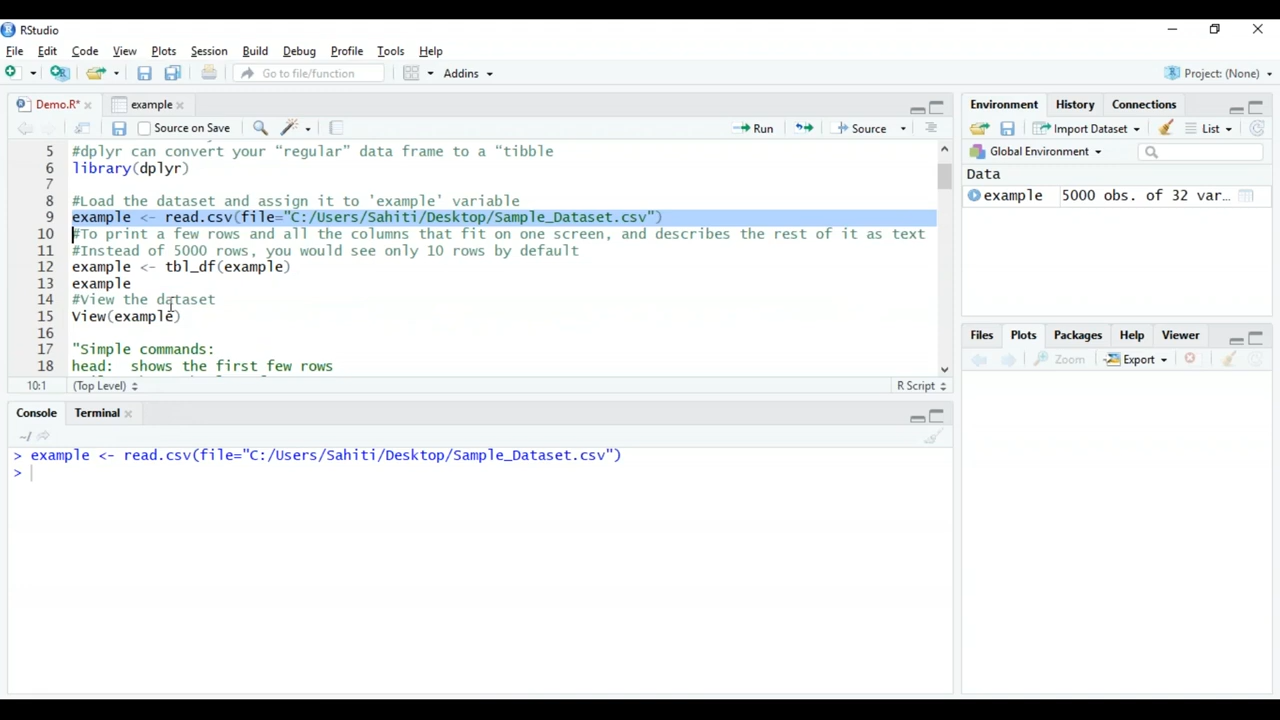 RStudio
File Edit Code View Plots Session Build Debug Profile Tools Help
Go to file/function Addins Project: (None)
Demo.R* example
Source on Save Run Source
5 #dplyr can convert your “regular” data frame to a “tibble
6 library(dplyr)
7
8 #Load the dataset and assign it to 'example' variable
9 example <- read.csv(file="C:/Users/Sahiti/Desktop/Sample_Dataset.csv")
10 #To print a few rows and all the columns that fit on one screen, and describes the rest of it as text
11 #Instead of 5000 rows, you would see only 10 rows by default
12 example <- tbl_df(example)
13 example
14 #View the dataset
15 View(example)
16
17 "Simple commands:
18 head: shows the first few rows
10:1 (Top Level) R Script
Console Terminal
~/
> example <- read.csv(file="C:/Users/Sahiti/Desktop/Sample_Dataset.csv")
>
Environment History Connections
Import Dataset List
Global Environment
Data
example 5000 obs. of 32 var...
Files Plots Packages Help Viewer
Zoom Export